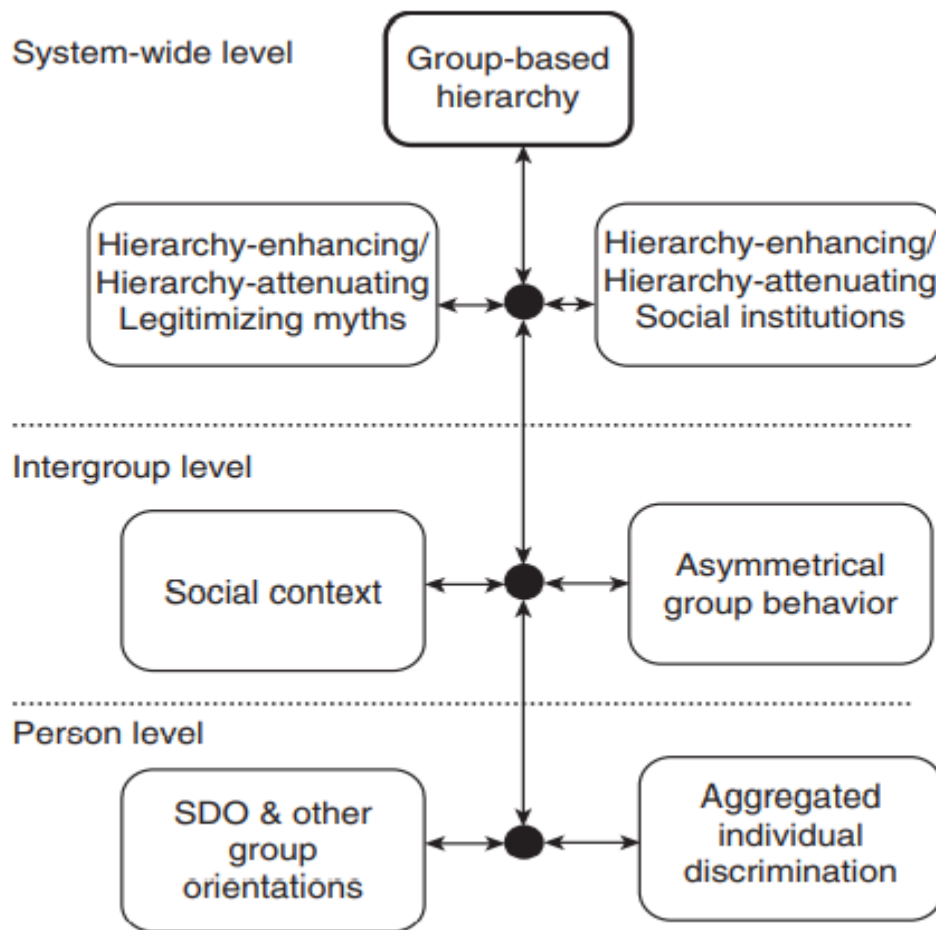 System-wide level
Group-based
hierarchy
Hierarchy-enhancing/
Hierarchy-attenuating
Legitimizing myths
Hierarchy-enhancing/
Hierarchy-attenuating
Social institutions
Intergroup level
Social context
Asymmetrical
group behavior
Person level
SDO & other
group
orientations
Aggregated
individual
discrimination